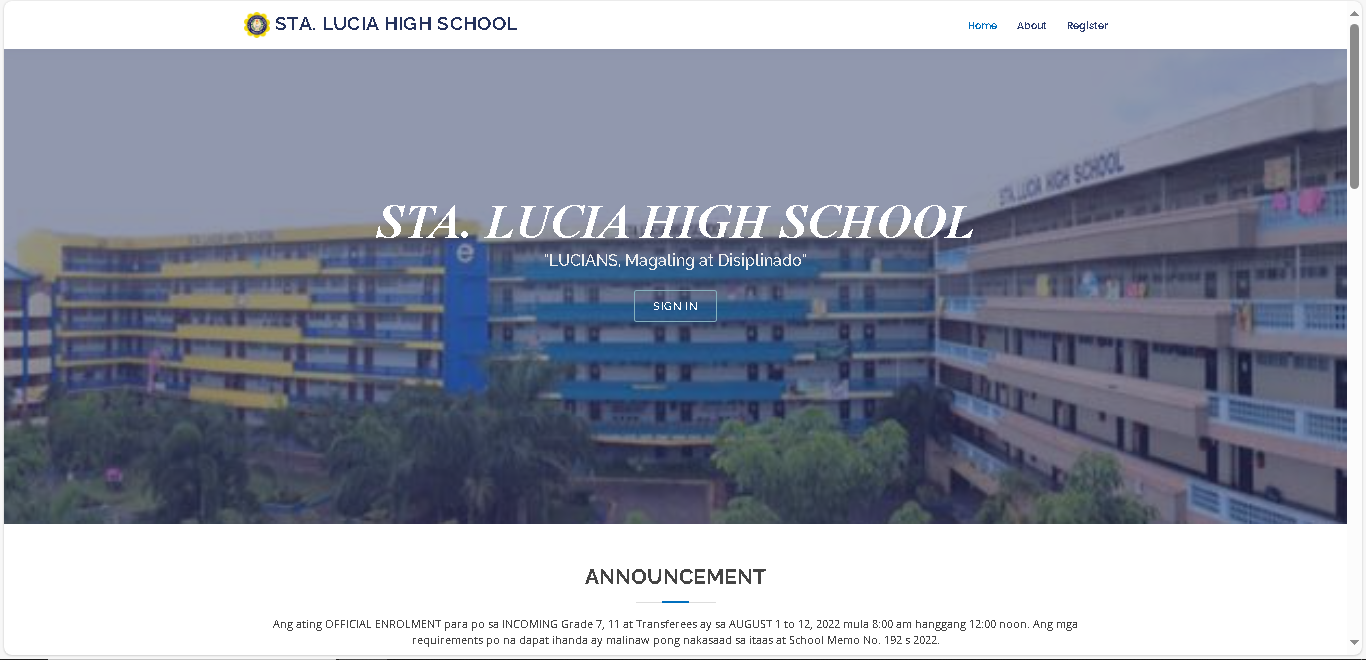 STA. LUCIA HIGH SCHOOL
Home About Register
STA. LUCIA HIGH SCHOOL
STA. LUCIA HIGH SCHOOL
e
"LUCIANS, Magaling at Disiplinado"
SIGN IN
ANNOUNCEMENT
Ang ating OFFICIAL ENROLMENT para po sa INCOMING Grade 7, 11 at Transferees ay sa AUGUST 1 to 12, 2022 mula 8:00 am hanggang 12:00 noon. Ang mga
requirements po na dapat ihanda ay malinaw pong nakasaad sa itaas at School Memo No. 192 s 2022.